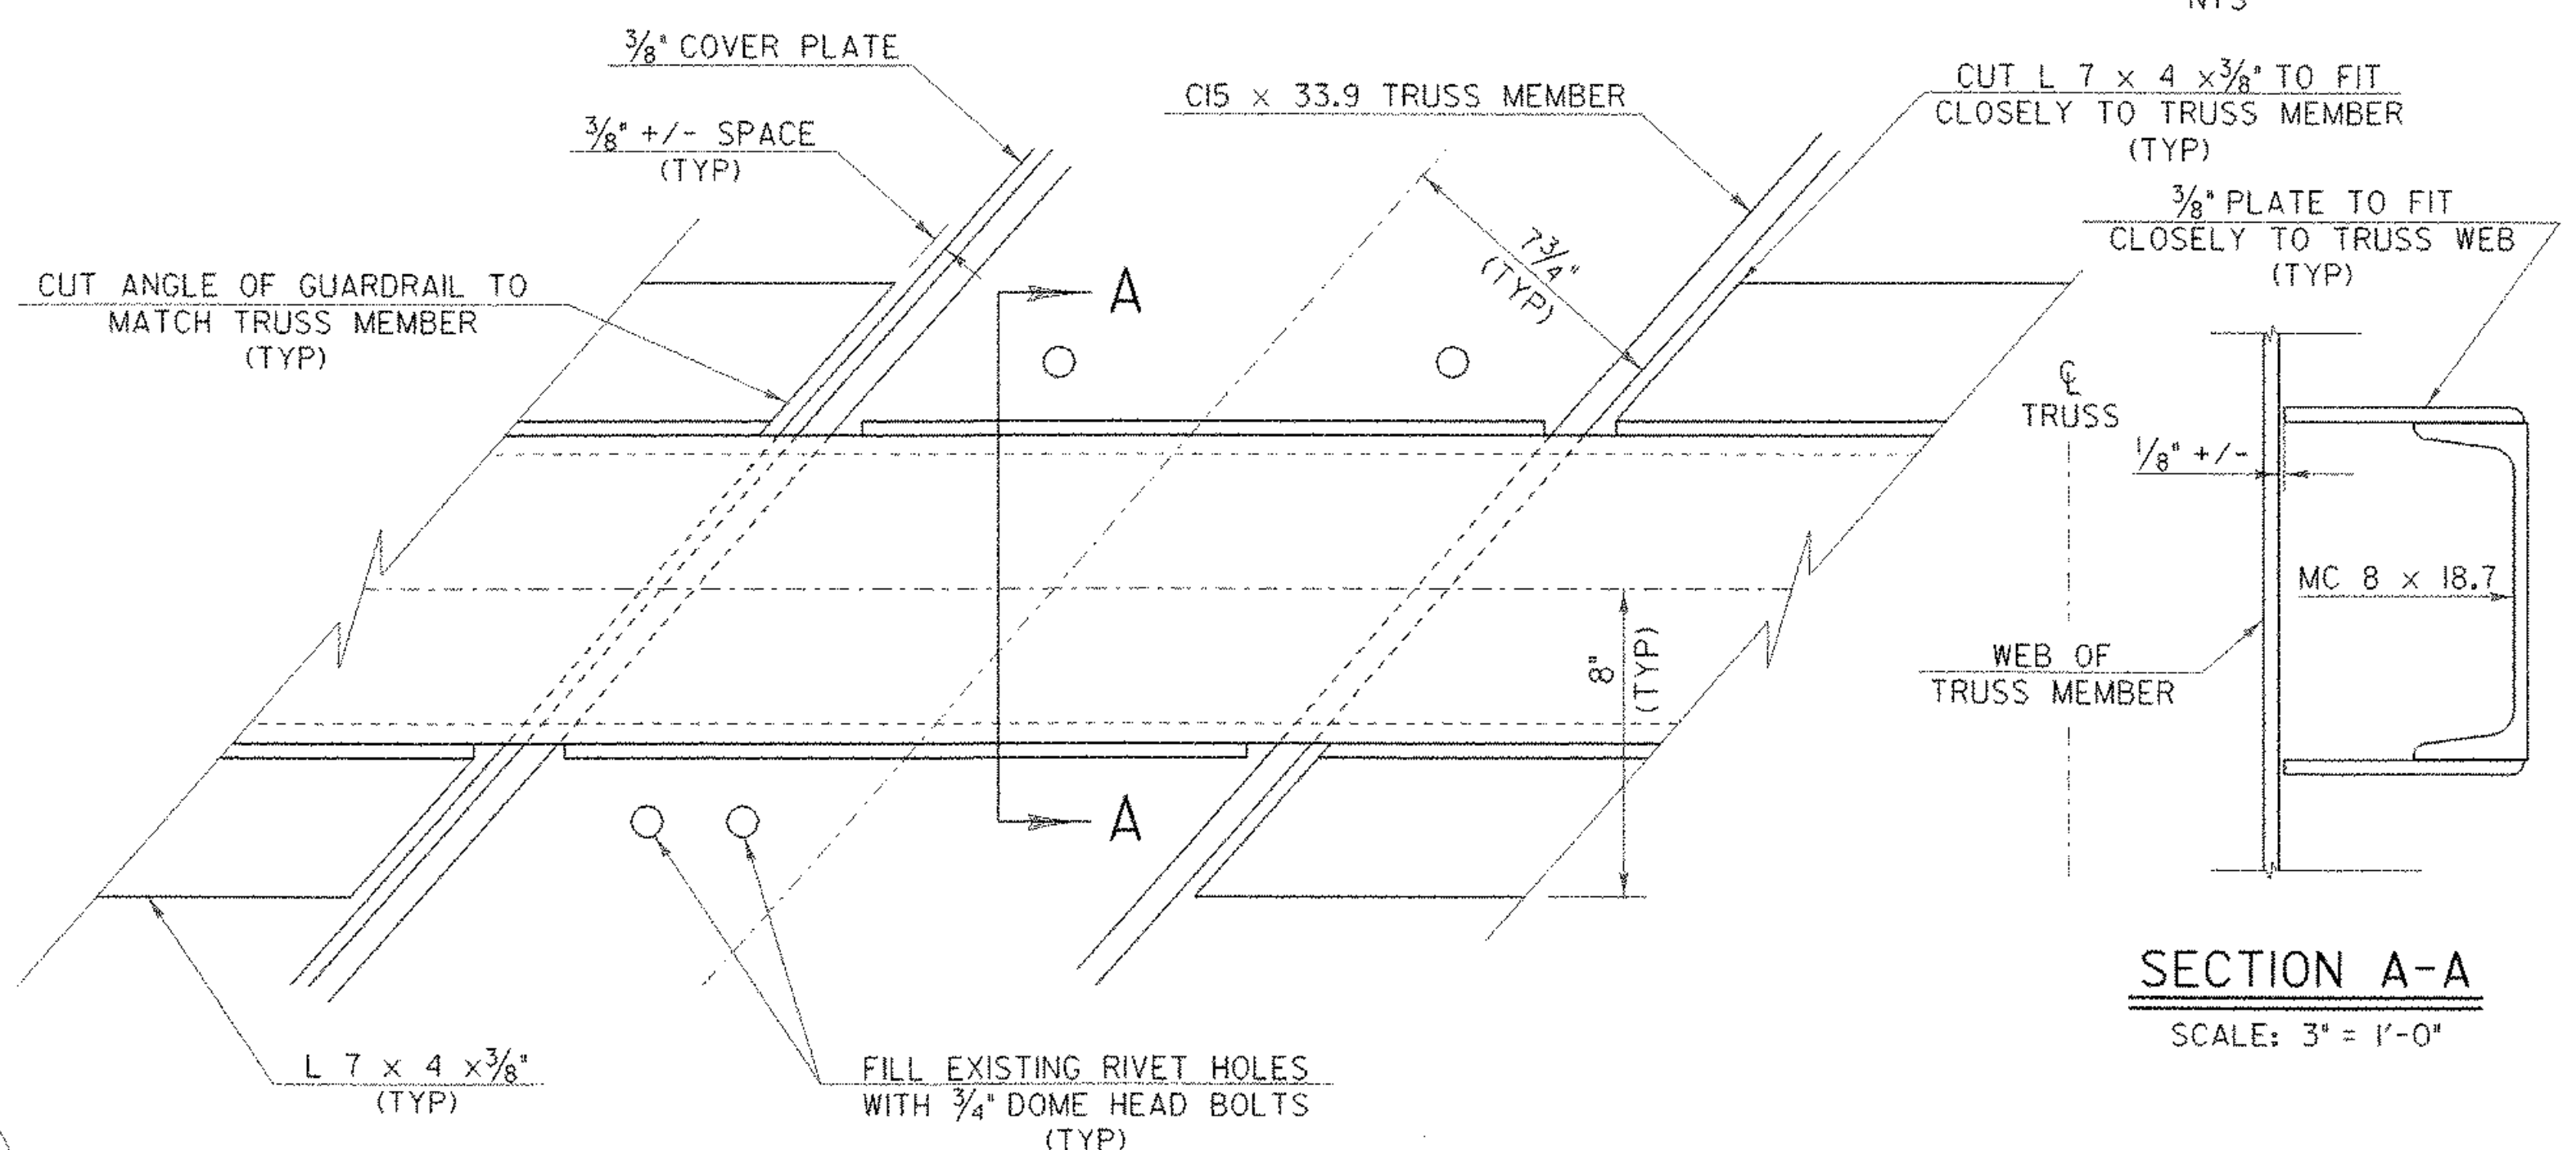 NTS
3/8" COVER PLATE
3/8" +/- SPACE
(TYP)
C15 x 33.9 TRUSS MEMBER
CUT L 7 x 4 x 3/8" TO FIT
CLOSELY TO TRUSS MEMBER
(TYP)
3/8" PLATE TO FIT
CLOSELY TO TRUSS WEB
(TYP)
CUT ANGLE OF GUARDRAIL TO
MATCH TRUSS MEMBER
(TYP)
A
7 3/4"
(TYP)
℄
TRUSS
1/8" +/-
MC 8 x 18.7
8"
(TYP)
WEB OF
TRUSS MEMBER
A
L 7 x 4 x 3/8"
(TYP)
FILL EXISTING RIVET HOLES
WITH 3/4" DOME HEAD BOLTS
(TYP)
SECTION A-A
SCALE: 3" = 1'-0"